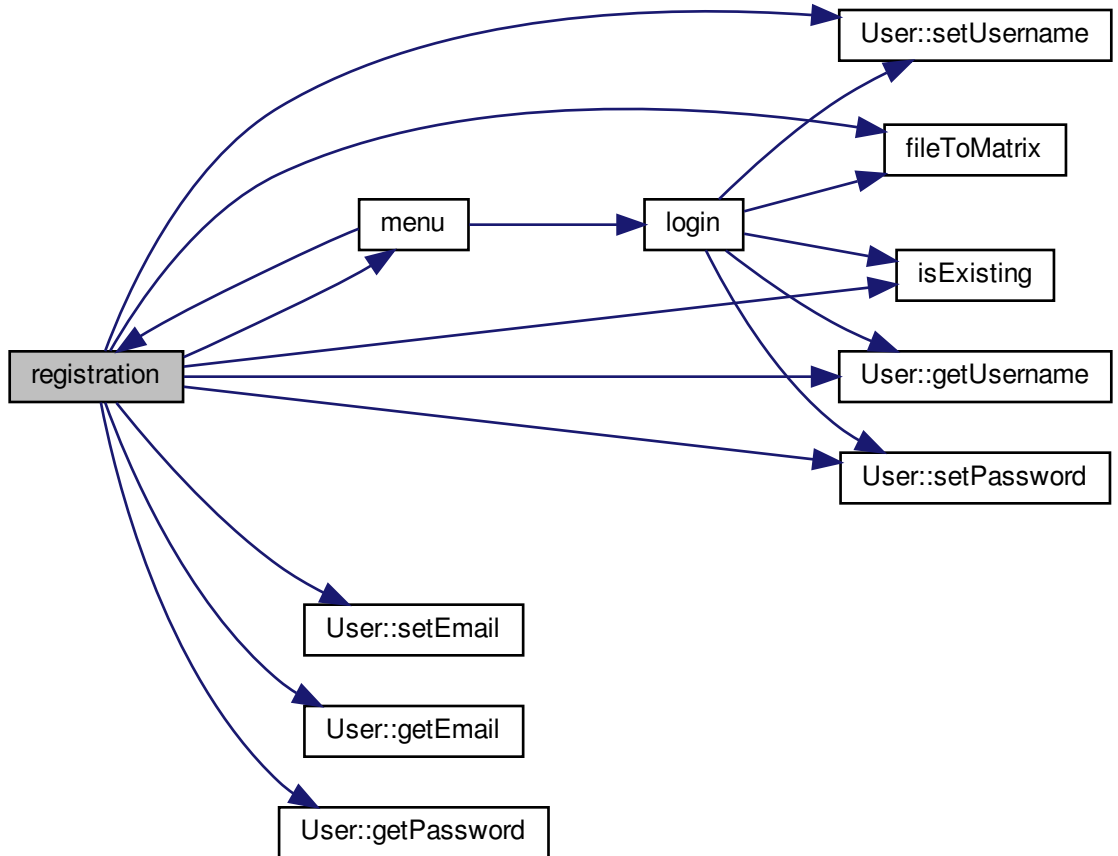 User::setUsername
fileToMatrix
menu
login
isExisting
registration
User::getUsername
User::setPassword
User::setEmail
User::getEmail
User::getPassword